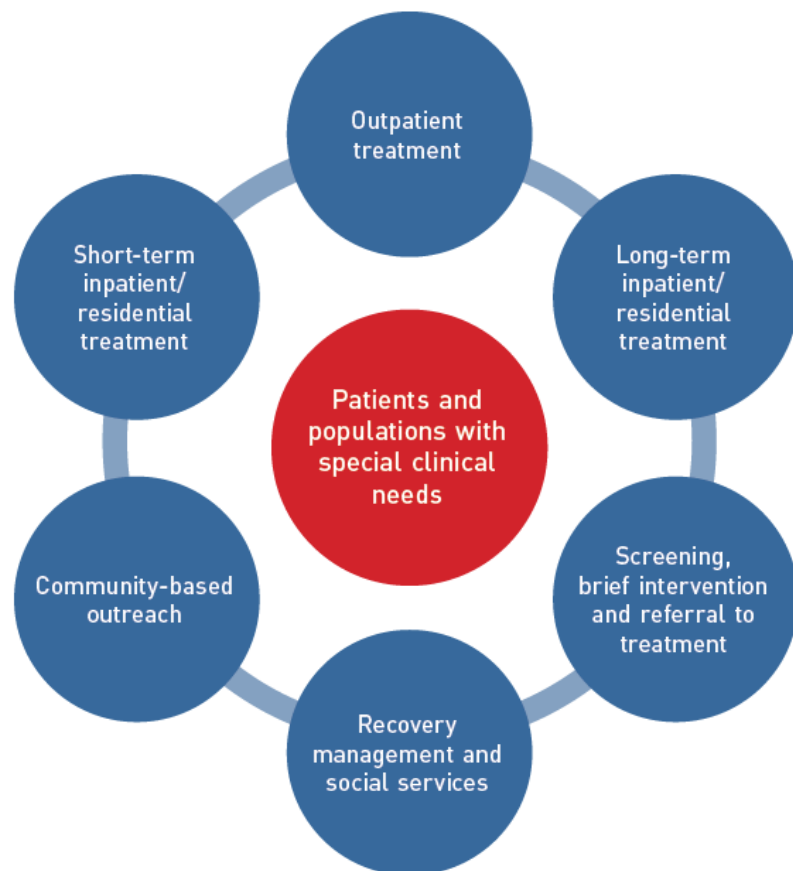 Outpatient
treatment
Short-term
inpatient/
residential
treatment
Long-term
inpatient/
residential
treatment
Patients and
populations with
special clinical
needs
Community-based
outreach
Screening,
brief intervention
and referral to
treatment
Recovery
management and
social services